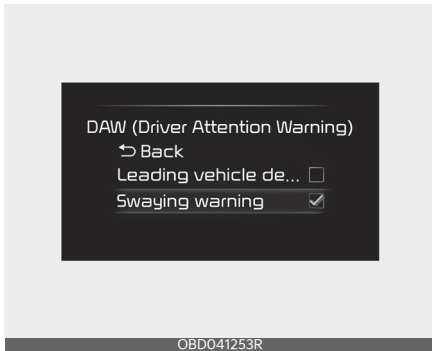 DAW (Driver Attention Warning)
Back
Leading vehicle de...
Swaying warning
OBD041253R